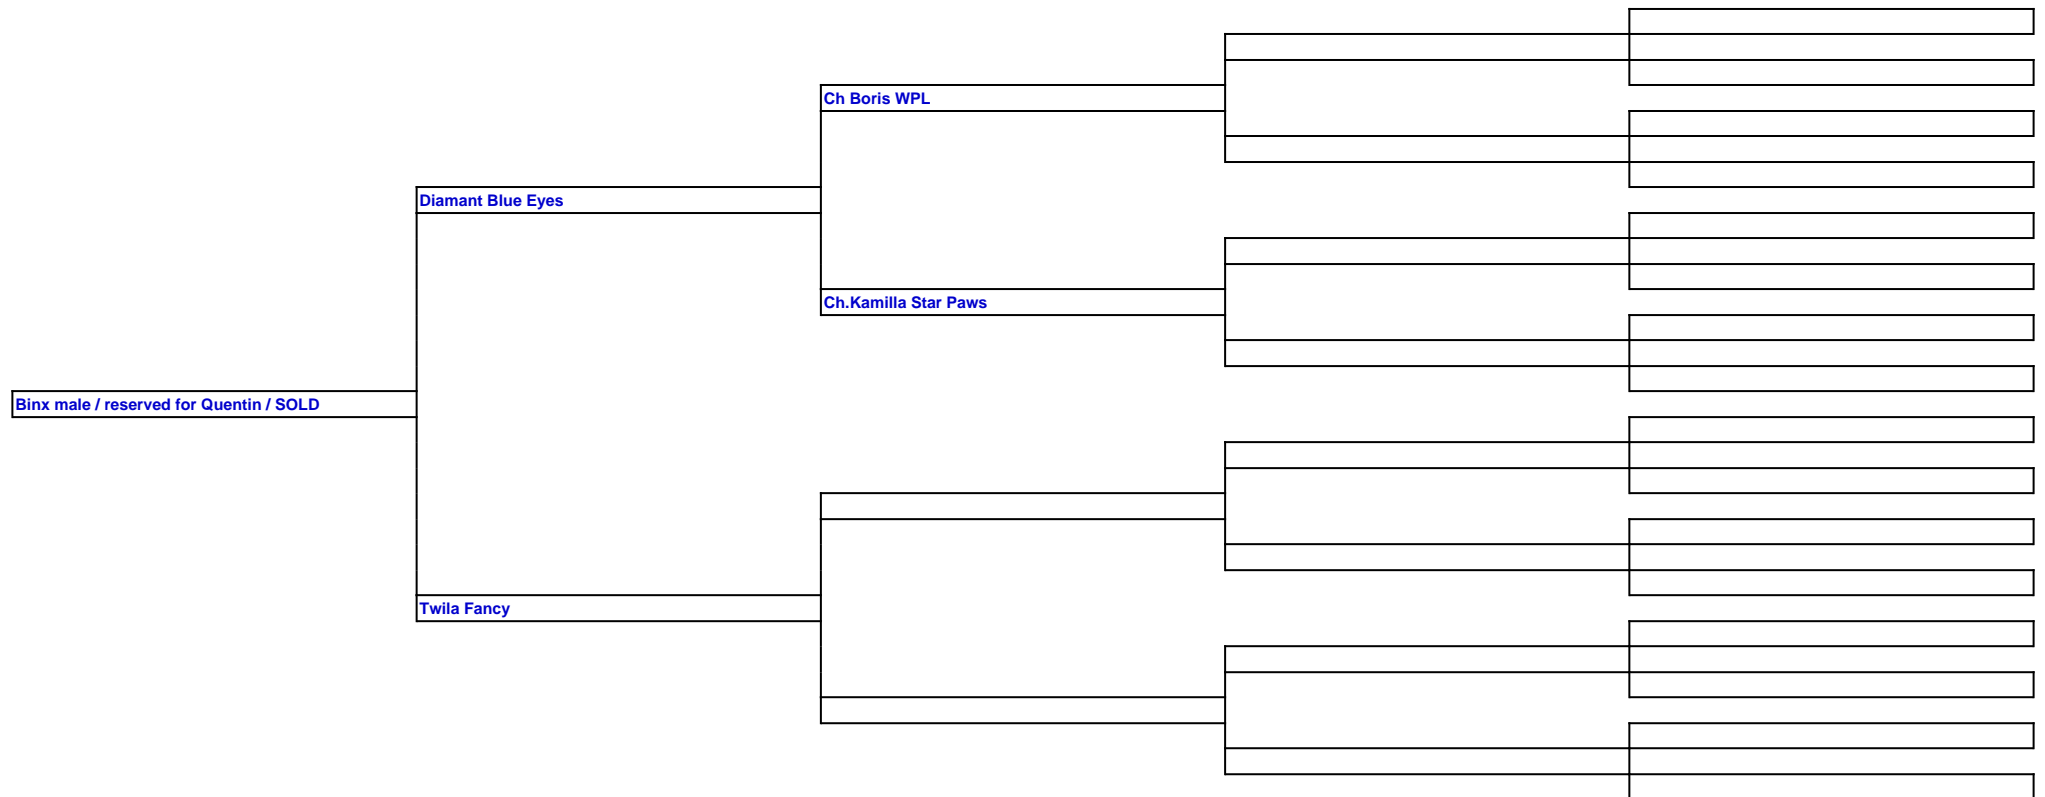 Ch Boris WPL
Diamant Blue Eyes
Ch.Kamilla Star Paws
Binx male / reserved for Quentin / SOLD
Twila Fancy